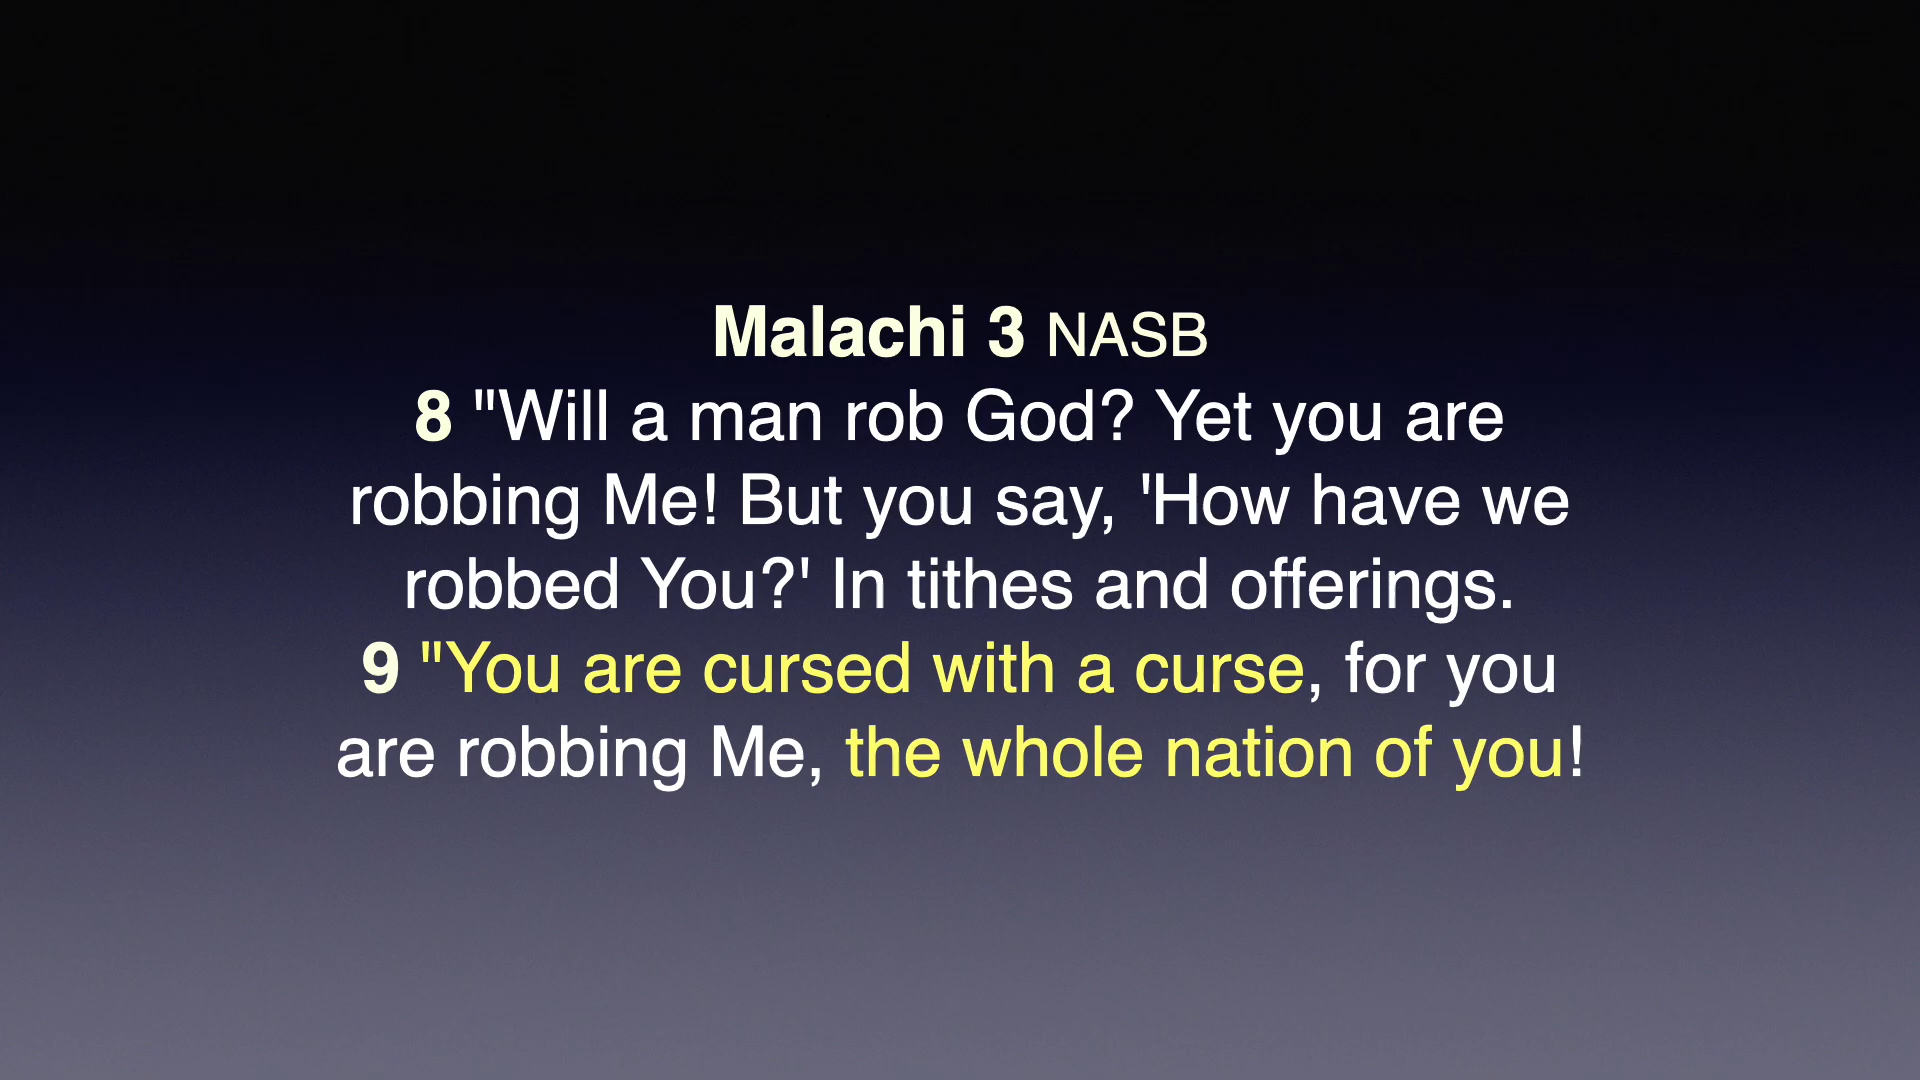 Malachi 3 NASB
8 "Will a man rob God? Yet you are
robbing Me! But you say, 'How have we
robbed You?' In tithes and offerings.
9 "You are cursed with a curse, for you
are robbing Me, the whole nation of you!